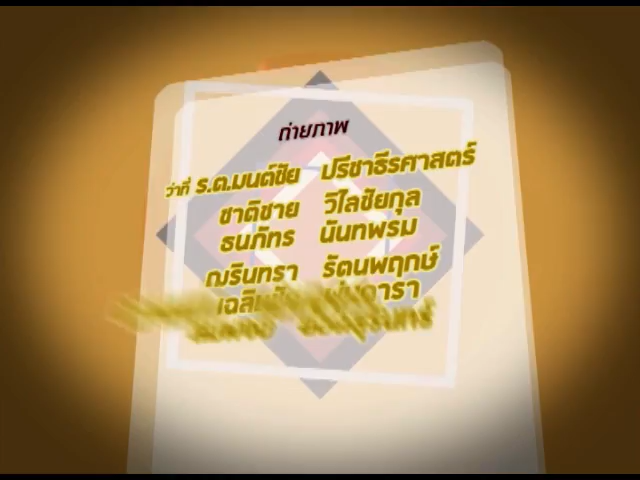 ถ่ายภาพ
ว่าที่ ร.ต.มนต์ชัย ปรีชาธีรศาสตร์
ชาติชาย วิไลชัยกุล
ธนภัทร นันทพรม
ฌรินทรา รัตนพฤกษ์